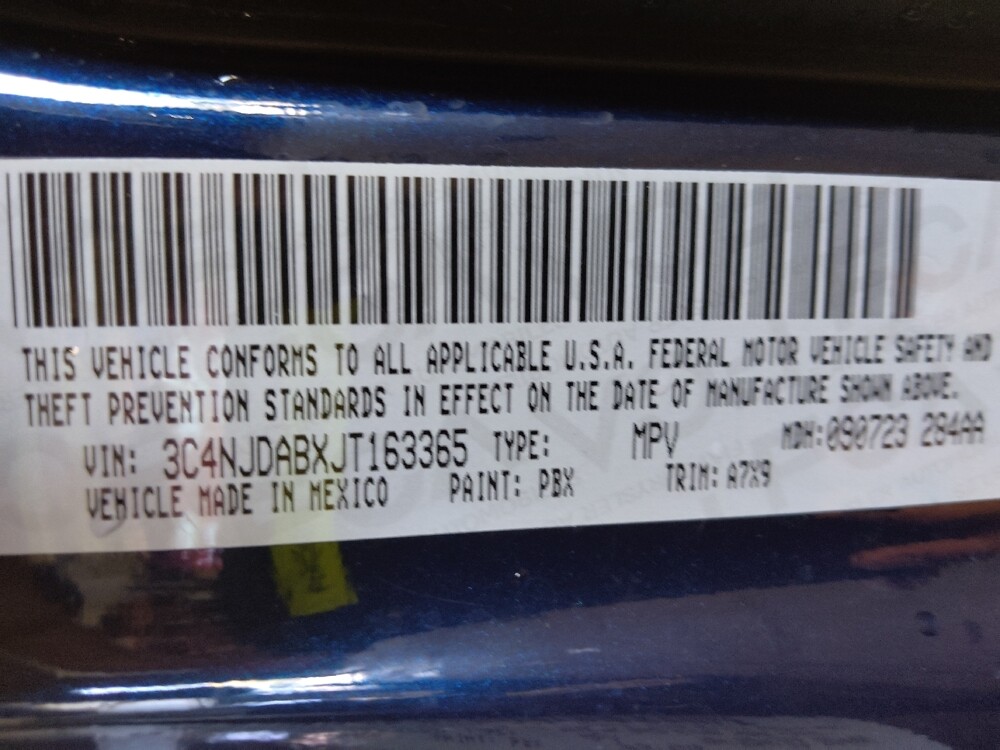 THIS VEHICLE CONFORMS TO ALL APPLICABLE U.S.A. FEDERAL MOTOR VEHICLE SAFETY AND
THEFT PREVENTION STANDARDS IN EFFECT ON THE DATE OF MANUFACTURE SHOWN ABOVE.
VIN: 3C4NJDABXJT163365 TYPE: MPV MDH:090723 284AA
VEHICLE MADE IN MEXICO PAINT: PBX TRIM: A7X9